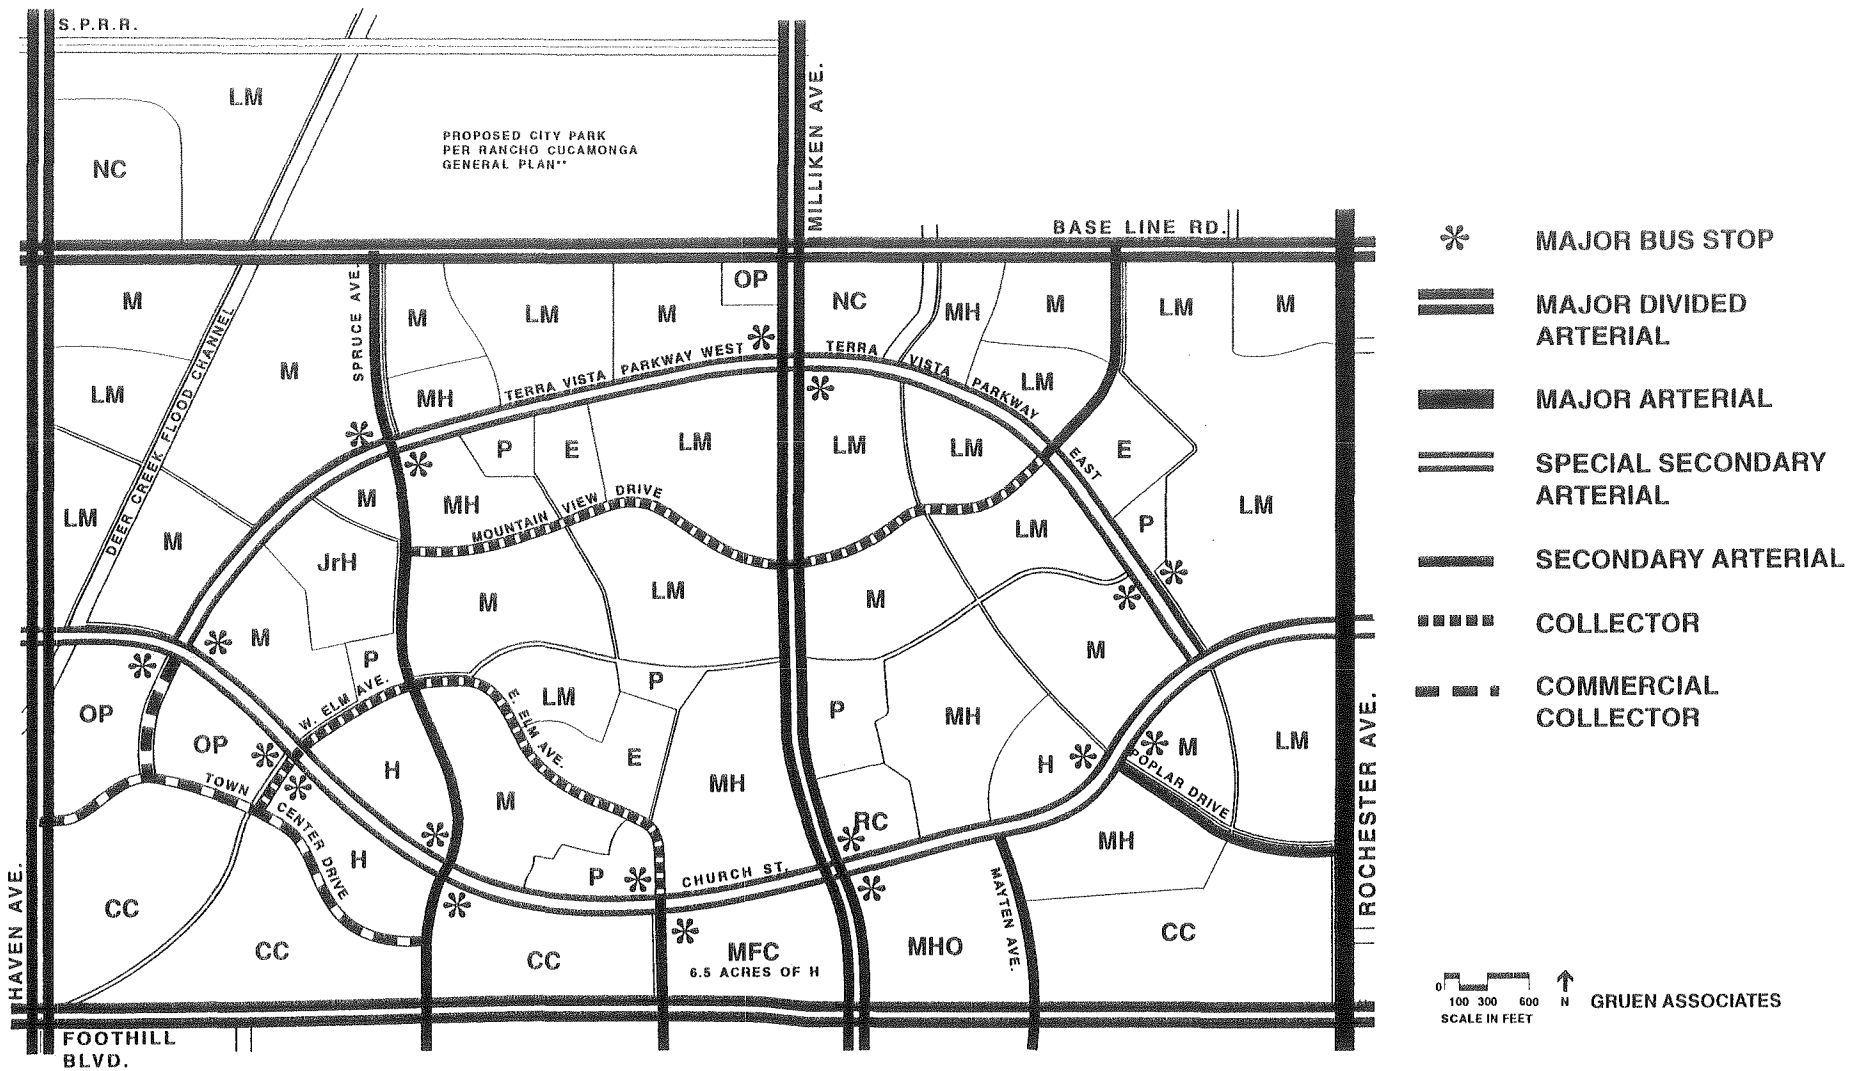 S.P.R.R.
LM
NC
PROPOSED CITY PARK
PER RANCHO CUCAMONGA
GENERAL PLAN**
MILLIKEN AVE.
BASE LINE RD.
M
DEER CREEK FLOOD CHANNEL
SPRUCE AVE.
M
LM
M
OP
NC
MH
M
LM
M
LM
M
MH
TERRA VISTA PARKWAY WEST
TERRA VISTA PARKWAY EAST
LM
P
E
LM
LM
LM
E
LM
LM
M
JrH
M
MH
MOUNTAIN VIEW DRIVE
LM
P
M
M
LM
M
M
P
OP
OP
W. ELM AVE.
E. ELM AVE.
LM
P
E
P
MH
H
M
LM
TOWN CENTER DRIVE
H
M
MH
RC
POPLAR DRIVE
MH
H
P
CHURCH ST.
MAYTEN AVE.
ROCHESTER AVE.
HAVEN AVE.
CC
CC
CC
MFC
6.5 ACRES OF H
MHO
CC
FOOTHILL
BLVD.
MAJOR BUS STOP
MAJOR DIVIDED
ARTERIAL
MAJOR ARTERIAL
SPECIAL SECONDARY
ARTERIAL
SECONDARY ARTERIAL
COLLECTOR
COMMERCIAL
COLLECTOR
0
100 300 600
SCALE IN FEET
N
GRUEN ASSOCIATES